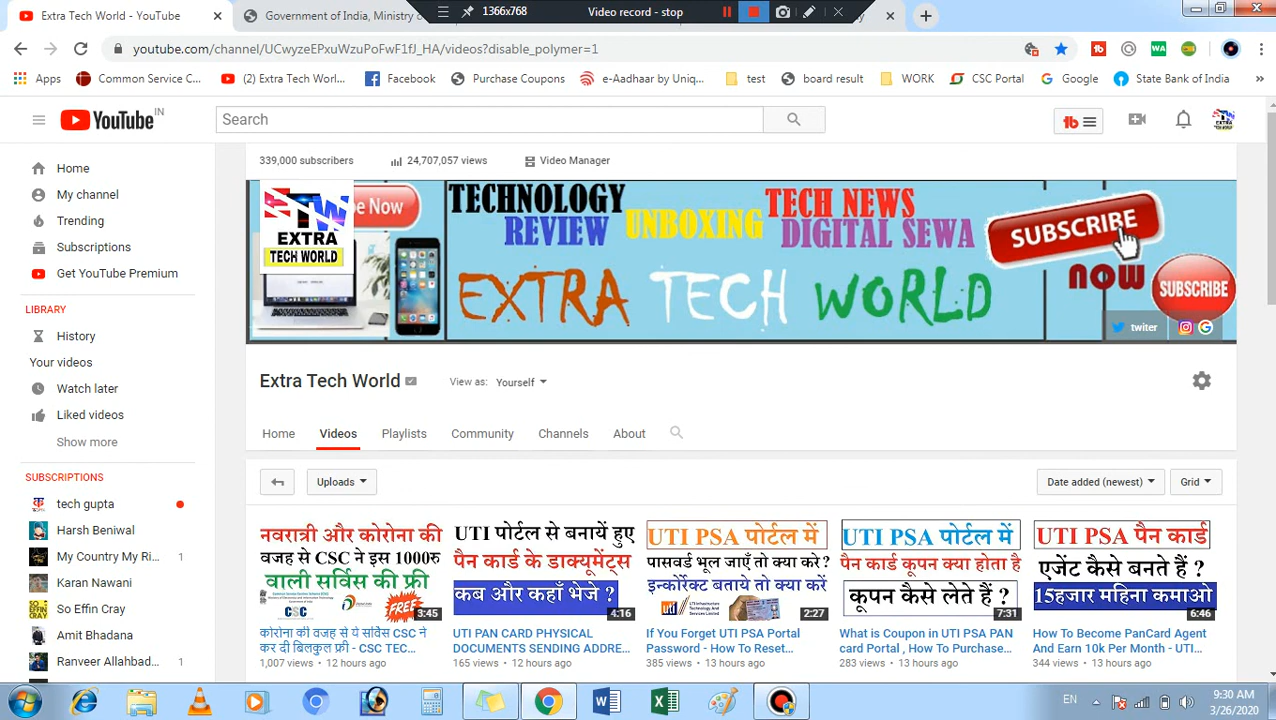 Extra Tech World - YouTube
Government of India, Ministry o
1366x768
Video record - stop
youtube.com/channel/UCwyzeEPxuWzuPoFwF1fJ_HA/videos?disable_polymer=1
Apps
Common Service C...
(2) Extra Tech Worl...
Facebook
Purchase Coupons
e-Aadhaar by Uniq...
test
board result
WORK
CSC Portal
Google
State Bank of India
YouTube IN
Search
Home
My channel
Trending
Subscriptions
Get YouTube Premium
LIBRARY
History
Your videos
Watch later
Liked videos
Show more
SUBSCRIPTIONS
tech gupta
Harsh Beniwal
My Country My Ri... 1
Karan Nawani
So Effin Cray
Amit Bhadana
Ranveer Allahbad... 1
339,000 subscribers
24,707,057 views
Video Manager
be Now
ETW
EXTRA
TECH WORLD
TECHNOLOGY
REVIEW
UNBOXING
TECH NEWS
DIGITAL SEWA
EXTRA TECH WORLD
SUBSCRIBE
NOW
SUBSCRIBE
twiter
Extra Tech World
View as: Yourself
Home
Videos
Playlists
Community
Channels
About
Uploads
Date added (newest)
Grid
नवरात्री और कोरोना की
वजह से CSC ने इस 1000रु
वाली सर्विस की फ्री
CSC
FREE
3:45
कोरोना की वजह से ये सर्विस CSC ने
कर दी बिलकुल फ्री - CSC TEC...
1,007 views • 12 hours ago
UTI पोर्टल से बनायें हुए
पैन कार्ड के डाक्यूमेंट्स
कब और कहाँ भेजे ?
4:16
UTI PAN CARD PHYSICAL
DOCUMENTS SENDING ADDRE...
165 views • 12 hours ago
UTI PSA पोर्टल में
पासवर्ड भूल जाएँ तो क्या करे ?
इन्कोर्रेक्ट बताये तो क्या करें
2:27
If You Forget UTI PSA Portal
Password - How To Reset...
385 views • 13 hours ago
UTI PSA पोर्टल में
पैन कार्ड कूपन क्या होता है
कूपन कैसे लेते हैं ?
7:31
What is Coupon in UTI PSA PAN
card Portal , How To Purchase...
283 views • 13 hours ago
UTI PSA पैन कार्ड
एजेंट कैसे बनते हैं ?
15हजार महिना कमाओ
6:46
How To Become PanCard Agent
And Earn 10k Per Month - UTI...
344 views • 13 hours ago
EN
9:30 AM
3/26/2020